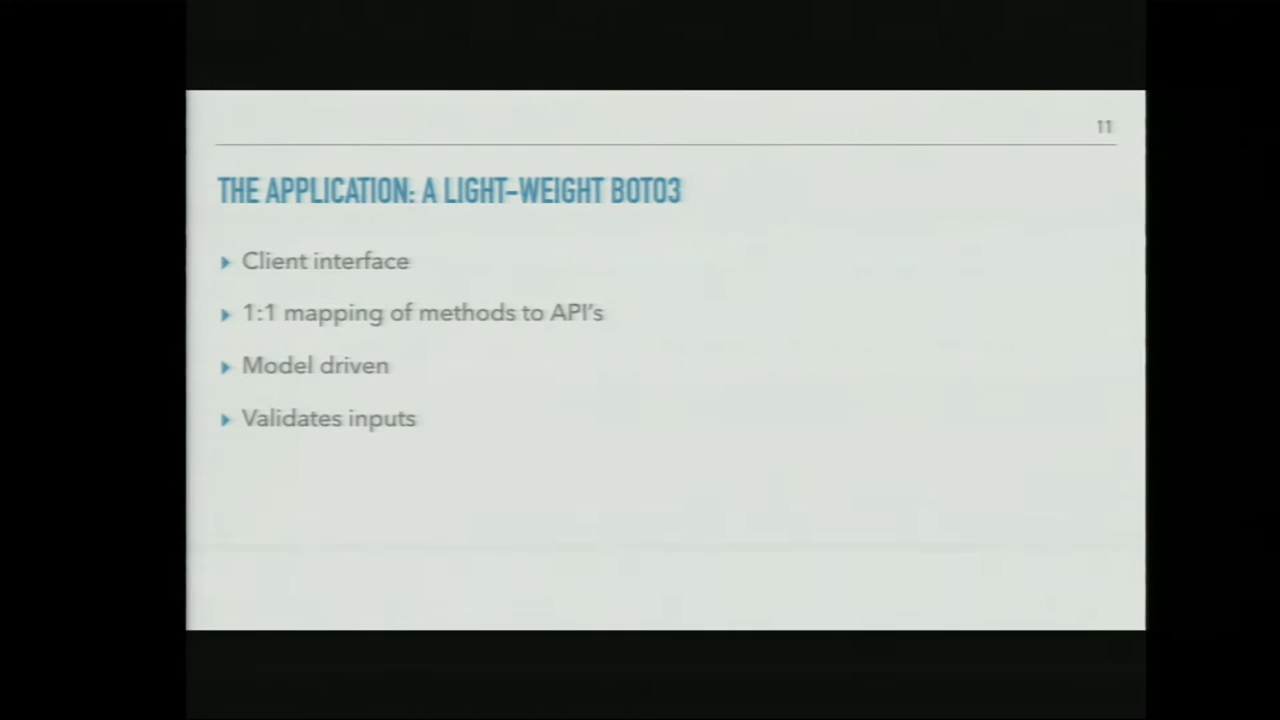 11
THE APPLICATION: A LIGHT-WEIGHT BOTO3
Client interface
1:1 mapping of methods to API's
Model driven
Validates inputs